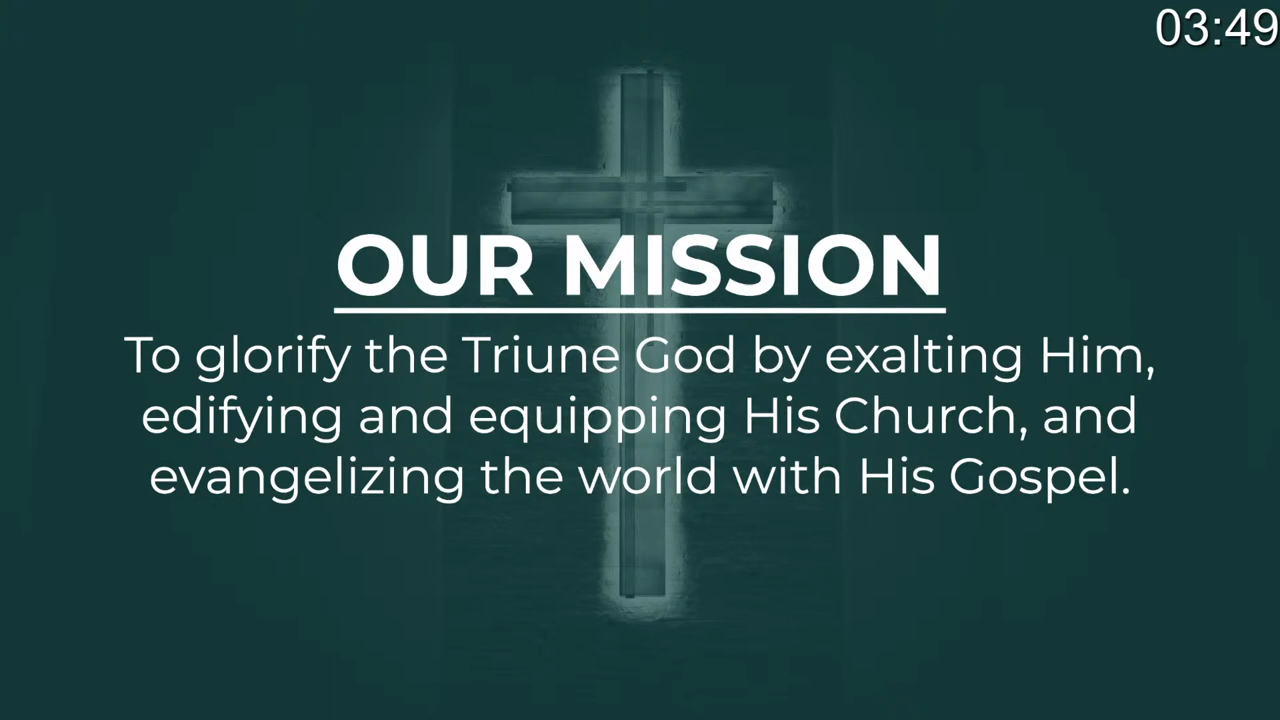 03:49
OUR MISSION
To glorify the Triune God by exalting Him,
edifying and equipping His Church, and
evangelizing the world with His Gospel.